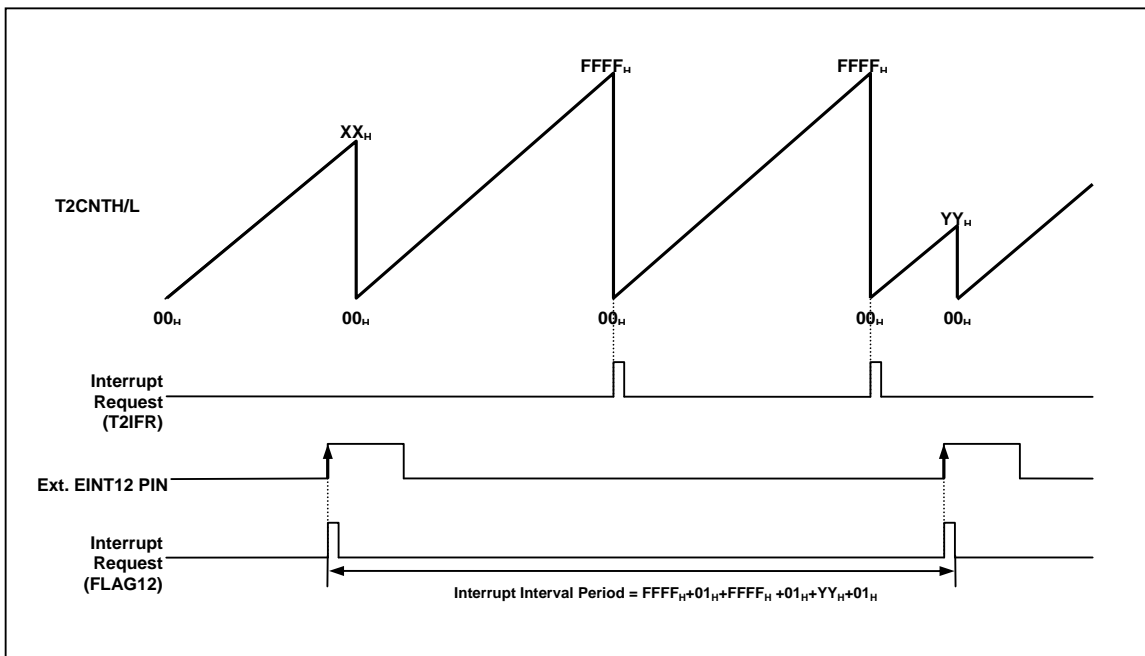 FFFFH
FFFFH
XXH
T2CNTH/L
YYH
00H
00H
00H
00H
00H
Interrupt
Request
(T2IFR)
Ext. EINT12 PIN
Interrupt
Request
(FLAG12)
Interrupt Interval Period = FFFFH+01H+FFFFH +01H+YYH+01H